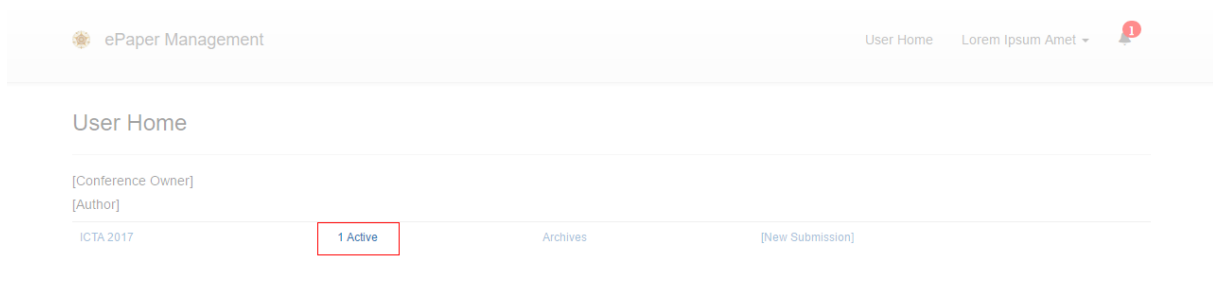 ePaper Management User Home Lorem Ipsum Amet 1
User Home
[Conference Owner]
[Author]
ICTA 2017 1 Active Archives [New Submission]